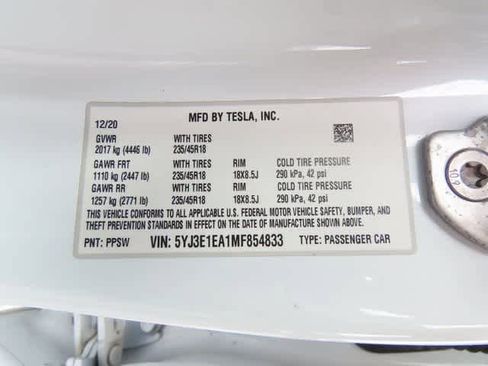 MFD BY TESLA, INC.
12/20
GVWR WITH TIRES
2017 kg (4446 lb) 235/45R18
GAWR FRT WITH TIRES RIM COLD TIRE PRESSURE
1110 kg (2447 lb) 235/45R18 18X8.5J 290 kPa, 42 psi
GAWR RR WITH TIRES RIM COLD TIRE PRESSURE
1257 kg (2771 lb) 235/45R18 18X8.5J 290 kPa, 42 psi
THIS VEHICLE CONFORMS TO ALL APPLICABLE U.S. FEDERAL MOTOR VEHICLE SAFETY, BUMPER, AND
THEFT PREVENTION STANDARDS IN EFFECT ON THE DATE OF MANUFACTURE SHOWN ABOVE.
PNT: PPSW VIN: 5YJ3E1EA1MF854833 TYPE: PASSENGER CAR
10.9